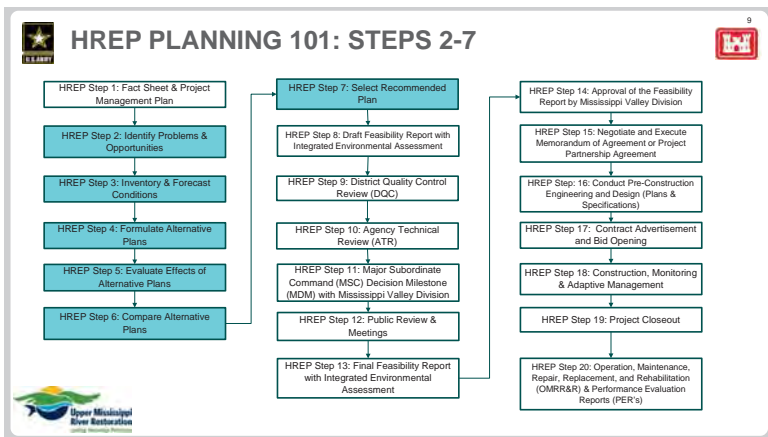 9
HREP PLANNING 101: STEPS 2-7
U.S. ARMY
HREP Step 1: Fact Sheet & Project
Management Plan
HREP Step 2: Identify Problems &
Opportunities
HREP Step 3: Inventory & Forecast
Conditions
HREP Step 4: Formulate Alternative
Plans
HREP Step 5: Evaluate Effects of
Alternative Plans
HREP Step 6: Compare Alternative
Plans
HREP Step 7: Select Recommended
Plan
HREP Step 8: Draft Feasibility Report with
Integrated Environmental Assessment
HREP Step 9: District Quality Control
Review (DQC)
HREP Step 10: Agency Technical
Review (ATR)
HREP Step 11: Major Subordinate
Command (MSC) Decision Milestone
(MDM) with Mississippi Valley Division
HREP Step 12: Public Review &
Meetings
HREP Step 13: Final Feasibility Report
with Integrated Environmental
Assessment
HREP Step 14: Approval of the Feasibility
Report by Mississippi Valley Division
HREP Step 15: Negotiate and Execute
Memorandum of Agreement or Project
Partnership Agreement
HREP Step: 16: Conduct Pre-Construction
Engineering and Design (Plans &
Specifications)
HREP Step 17: Contract Advertisement
and Bid Opening
HREP Step 18: Construction, Monitoring
& Adaptive Management
HREP Step 19: Project Closeout
HREP Step 20: Operation, Maintenance,
Repair, Replacement, and Rehabilitation
(OMRR&R) & Performance Evaluation
Reports (PER's)
Upper Mississippi
River Restoration